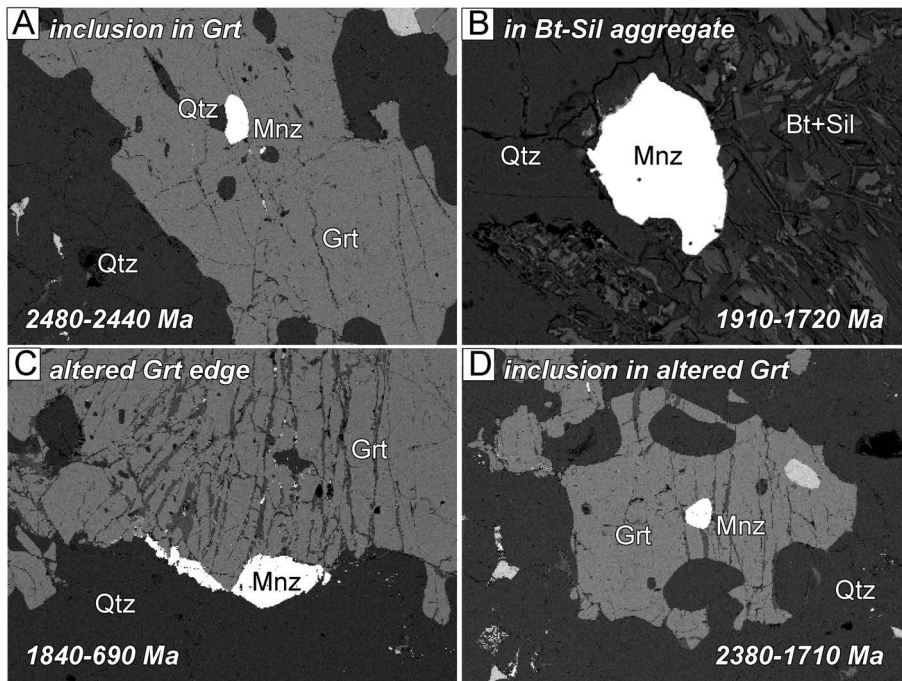 A inclusion in Grt
Qtz
Mnz
Grt
Qtz
2480-2440 Ma
B in Bt-Sil aggregate
Bt+Sil
Qtz
Mnz
1910-1720 Ma
C altered Grt edge
Grt
Mnz
Qtz
1840-690 Ma
D inclusion in altered Grt
Grt
Mnz
Qtz
2380-1710 Ma